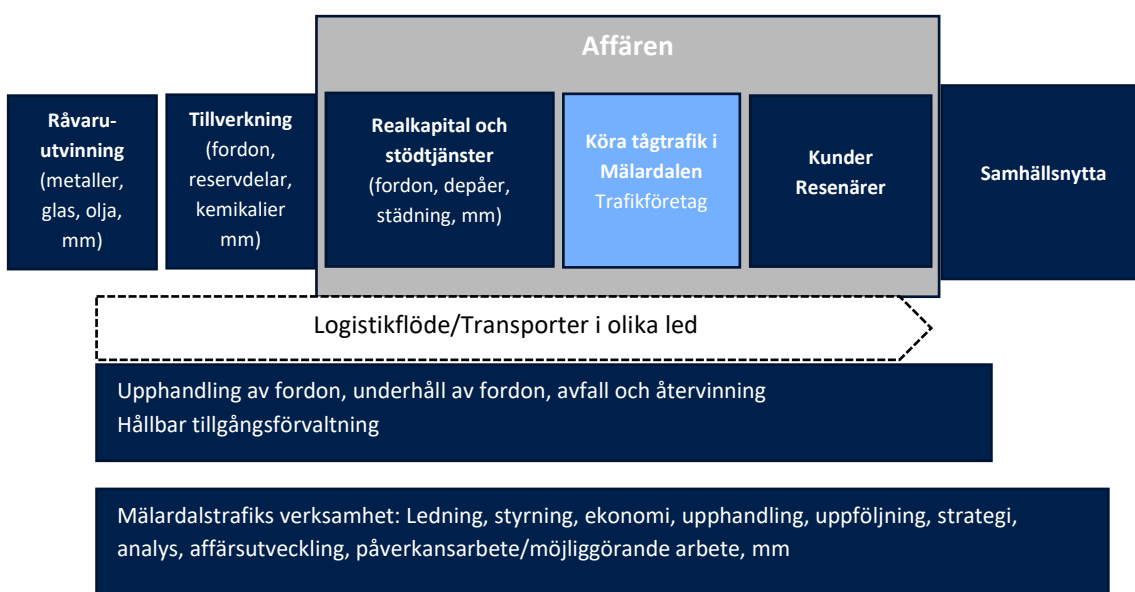 Affären
Råvaru-
utvinning
(metaller,
glas, olja,
mm)
Tillverkning
(fordon,
reservdelar,
kemikalier
mm)
Realkapital och
stödtjänster
(fordon, depåer,
städning, mm)
Köra tågtrafik i
Mälardalen
Trafikföretag
Kunder
Resenärer
Samhällsnytta
Logistikflöde/Transporter i olika led
Upphandling av fordon, underhåll av fordon, avfall och återvinning
Hållbar tillgångsförvaltning
Mälardalstrafiks verksamhet: Ledning, styrning, ekonomi, upphandling, uppföljning, strategi,
analys, affärsutveckling, påverkansarbete/möjliggörande arbete, mm